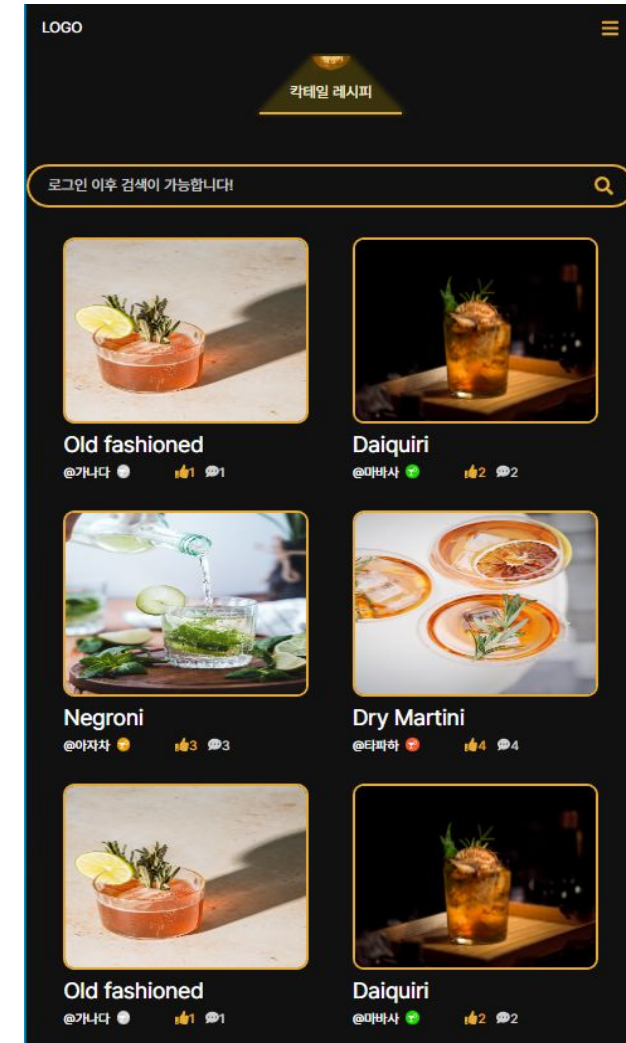 LOGO
칵테일 레시피
로그인 이후 검색이 가능합니다!
Old fashioned
Daiquiri
@가나다 1 1
@마바사 2 2
Negroni
Dry Martini
@아자차 3 3
@타파하 4 4
Old fashioned
Daiquiri
@가나다 1 1
@마바사 2 2